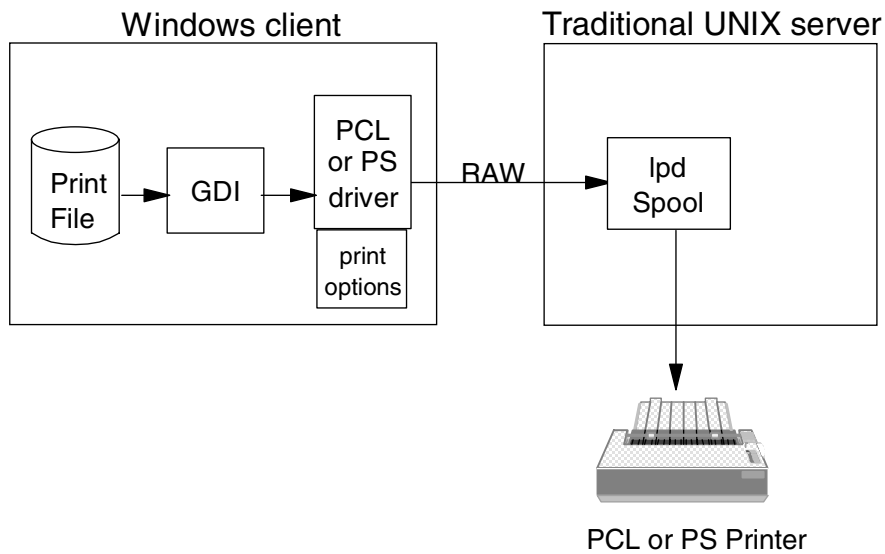 Windows client
Traditional UNIX server
Print
File
GDI
PCL
or PS
driver
print
options
RAW
lpd
Spool
PCL or PS Printer